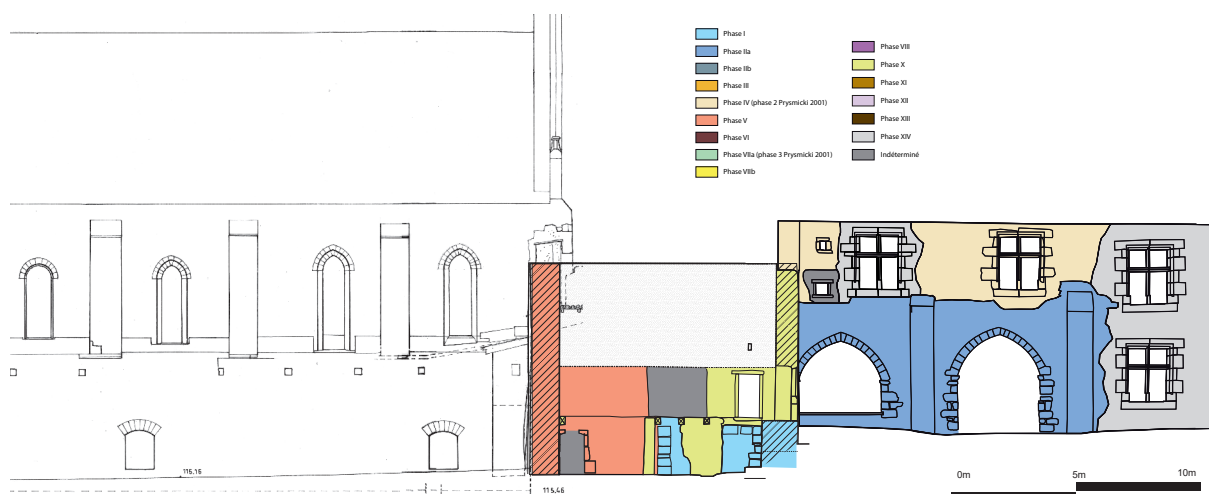 Phase I
Phase IIa
Phase IIb
Phase III
Phase IV (phase 2 Prysmicki 2001)
Phase V
Phase VI
Phase VIIa (phase 3 Prysmicki 2001)
Phase VIIb
Phase VIII
Phase X
Phase XI
Phase XII
Phase XIII
Phase XIV
Indéterminé
115.15
115.46
0m
5m
10m